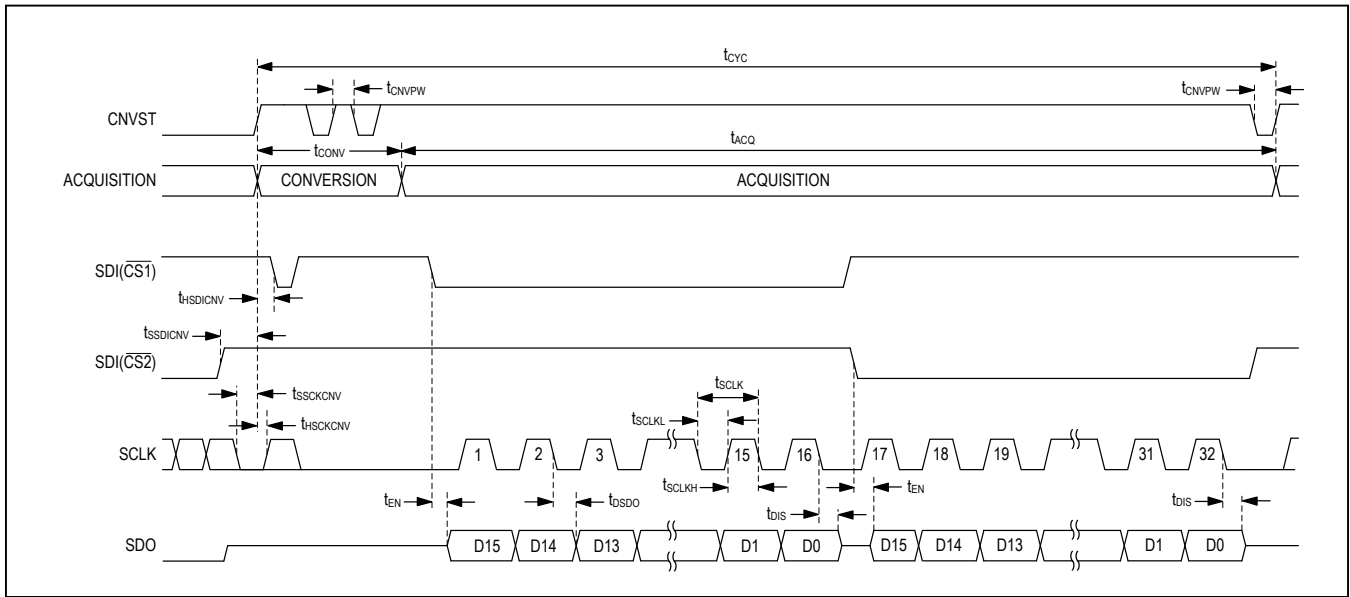 tCYC
tCNVPW
tCNVPW
CNVST
tCONV
tACQ
ACQUISITION
CONVERSION
ACQUISITION
SDI(CS1)
tHSDICNV
tSSDICNV
SDI(CS2)
tSSCKCNV
tSCLK
tHSCKCNV
tSCLKL
SCLK
1 2 3 15 16 17 18 19 31 32
tEN
tDSDO
tSCLKH
tDIS
tEN
tDIS
SDO
D15 D14 D13 D1 D0 D15 D14 D13 D1 D0